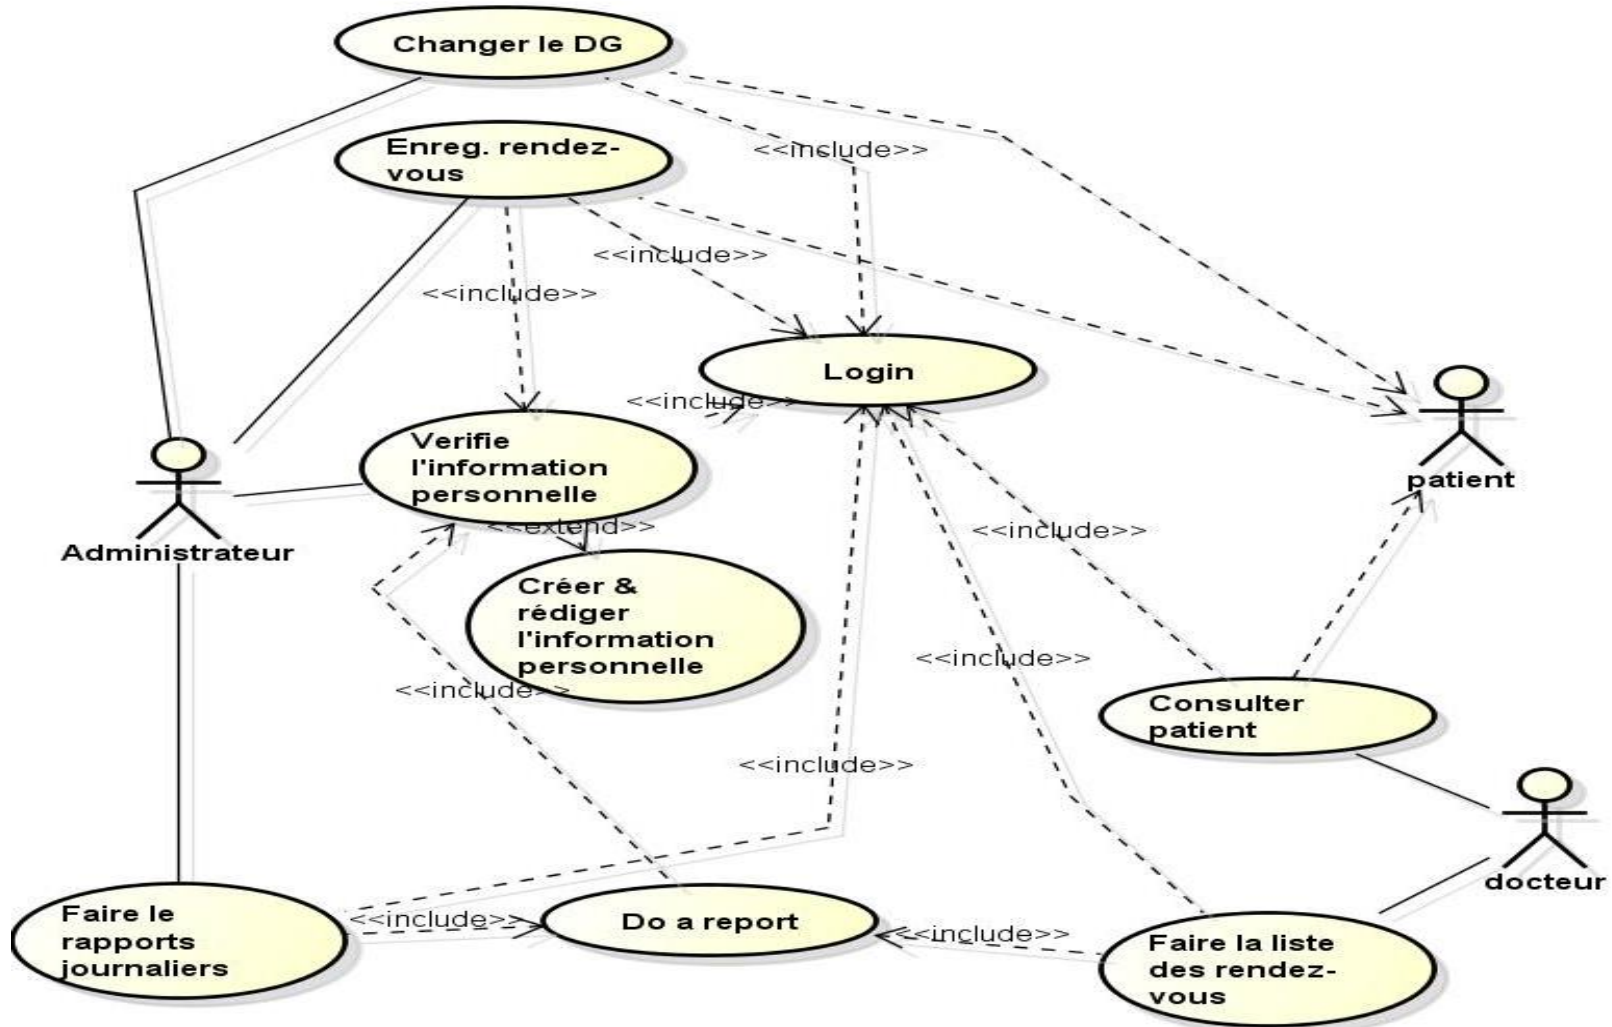 Changer le DG
Enreg. rendez-
vous
<<include>>
<<include>>
<<include>>
Login
<<include>>
Verifie
l'information
personnelle
patient
<<extend>>
<<include>>
Administrateur
Créer &
rédiger
l'information
personnelle
<<include>>
<<include>>
Consulter
patient
<<include>>
docteur
Faire le
rapports
journaliers
<<include>>
Do a report
<<include>>
Faire la liste
des rendez-
vous